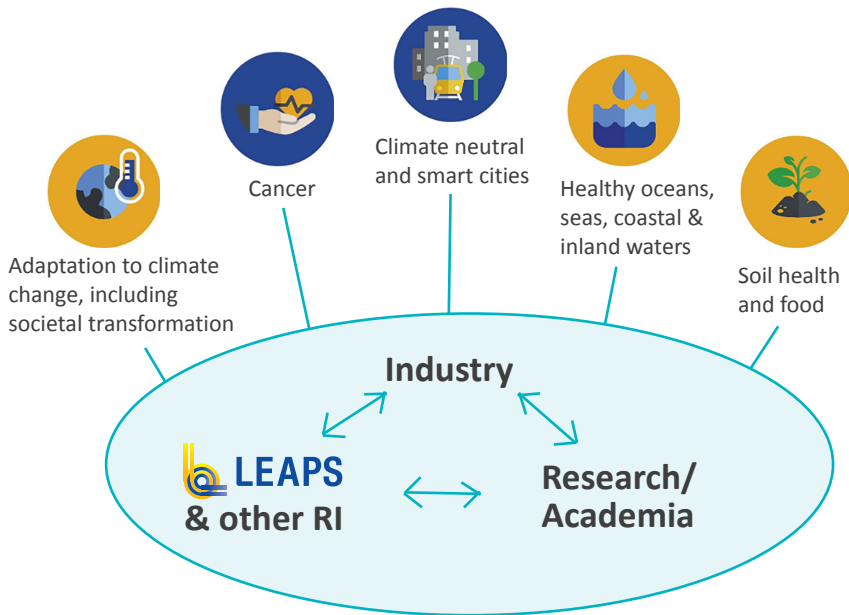 Climate neutral
and smart cities
Cancer
Healthy oceans,
seas, coastal &
inland waters
Adaptation to climate
change, including
societal transformation
Soil health
and food
Industry
LEAPS
& other RI
Research/
Academia